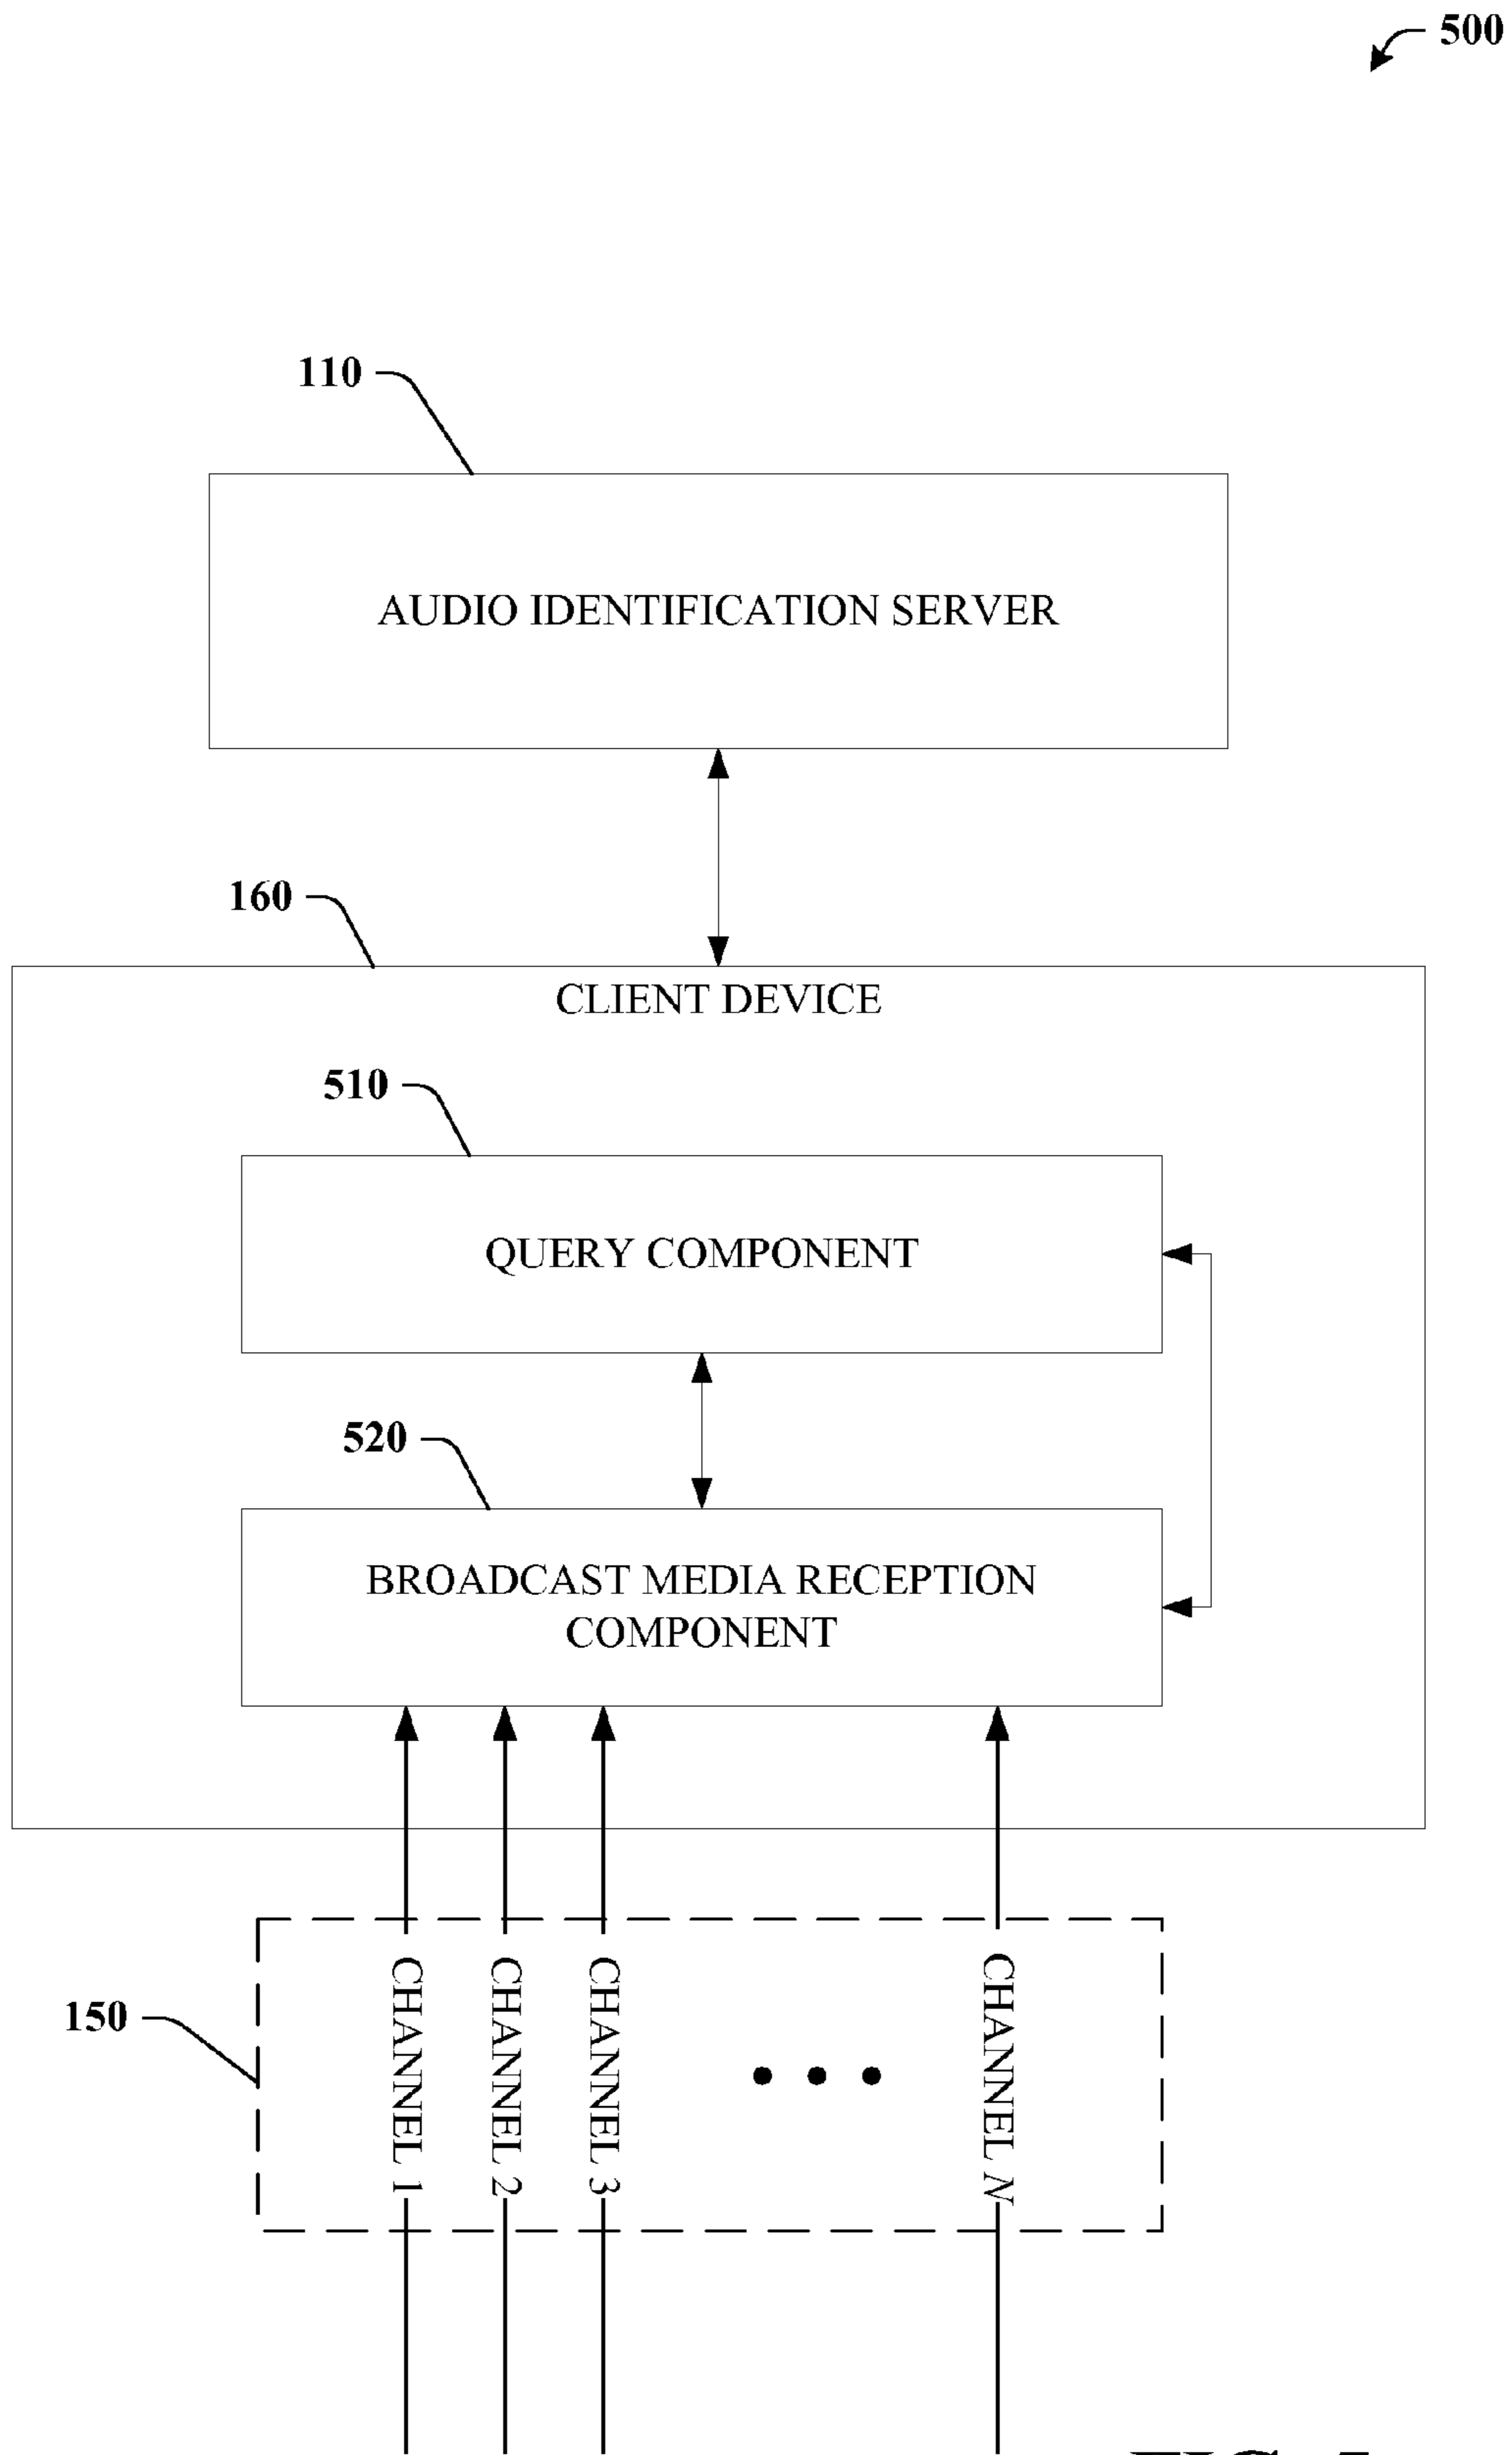 500
110
AUDIO IDENTIFICATION SERVER
160
CLIENT DEVICE
510
QUERY COMPONENT
520
BROADCAST MEDIA RECEPTION
COMPONENT
150
CHANNEL 1
CHANNEL 2
CHANNEL 3
CHANNEL N